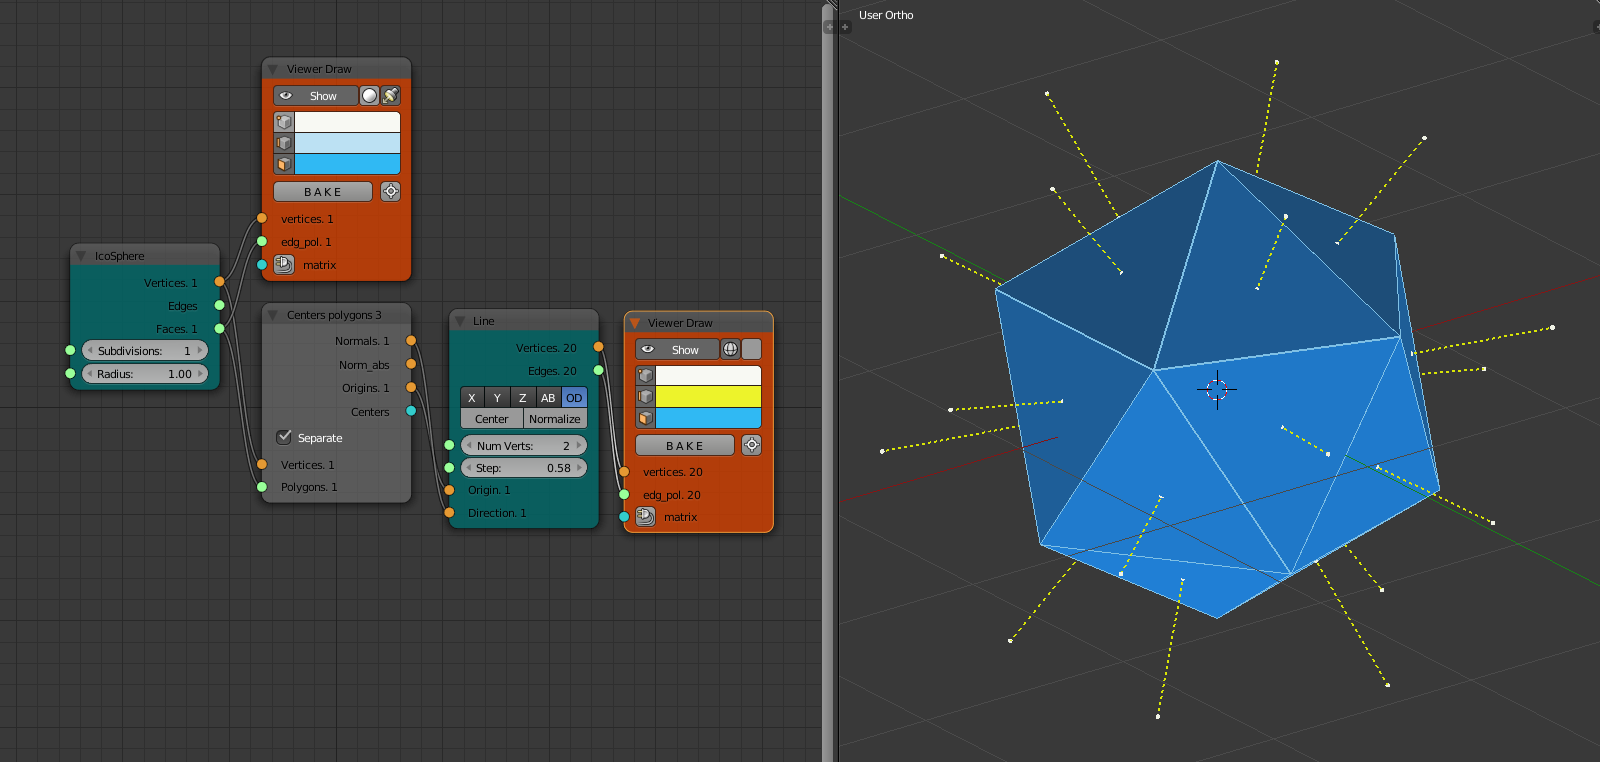 User Ortho
Viewer Draw
Show
BAKE
vertices. 1
edg_pol. 1
matrix
IcoSphere
Vertices. 1
Edges
Faces. 1
Subdivisions: 1
Radius: 1.00
Centers polygons 3
Normals. 1
Norm_abs
Origins. 1
Centers
Separate
Vertices. 1
Polygons. 1
Line
Vertices. 20
Edges. 20
X Y Z AB OD
Center Normalize
Num Verts: 2
Step: 0.58
Origin. 1
Direction. 1
Viewer Draw
Show
BAKE
vertices. 20
edg_pol. 20
matrix